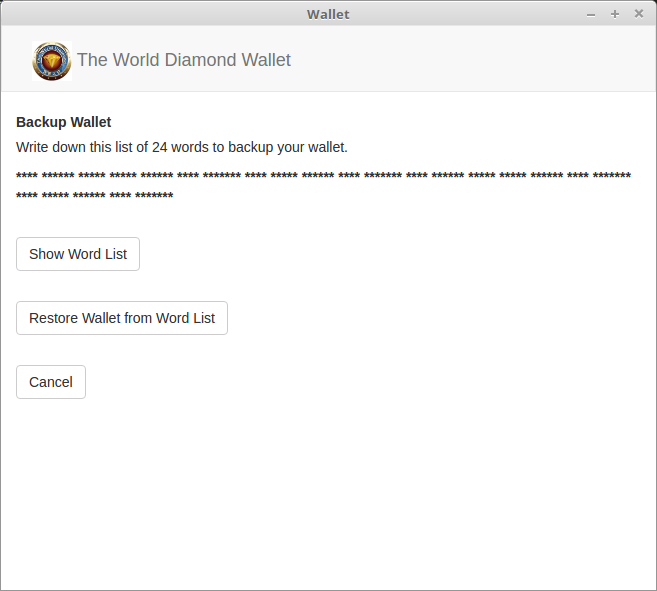 Wallet
The World Diamond Wallet
Backup Wallet
Write down this list of 24 words to backup your wallet.
**** ****** ***** ***** ****** **** ******* **** ***** ****** **** ******* **** ****** ***** ***** ****** **** *******
**** ***** ****** **** *******
Show Word List
Restore Wallet from Word List
Cancel